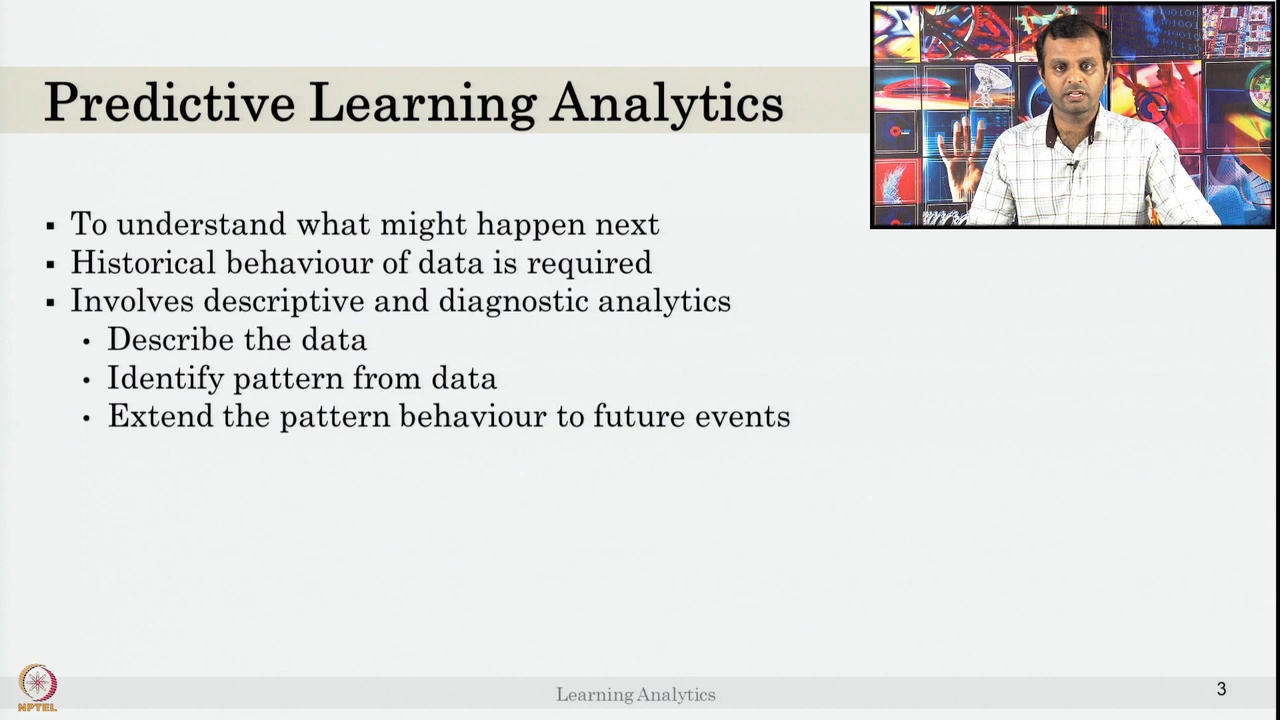 Predictive Learning Analytics
▪ To understand what might happen next
▪ Historical behaviour of data is required
▪ Involves descriptive and diagnostic analytics
• Describe the data
• Identify pattern from data
• Extend the pattern behaviour to future events
NPTEL
Learning Analytics
3